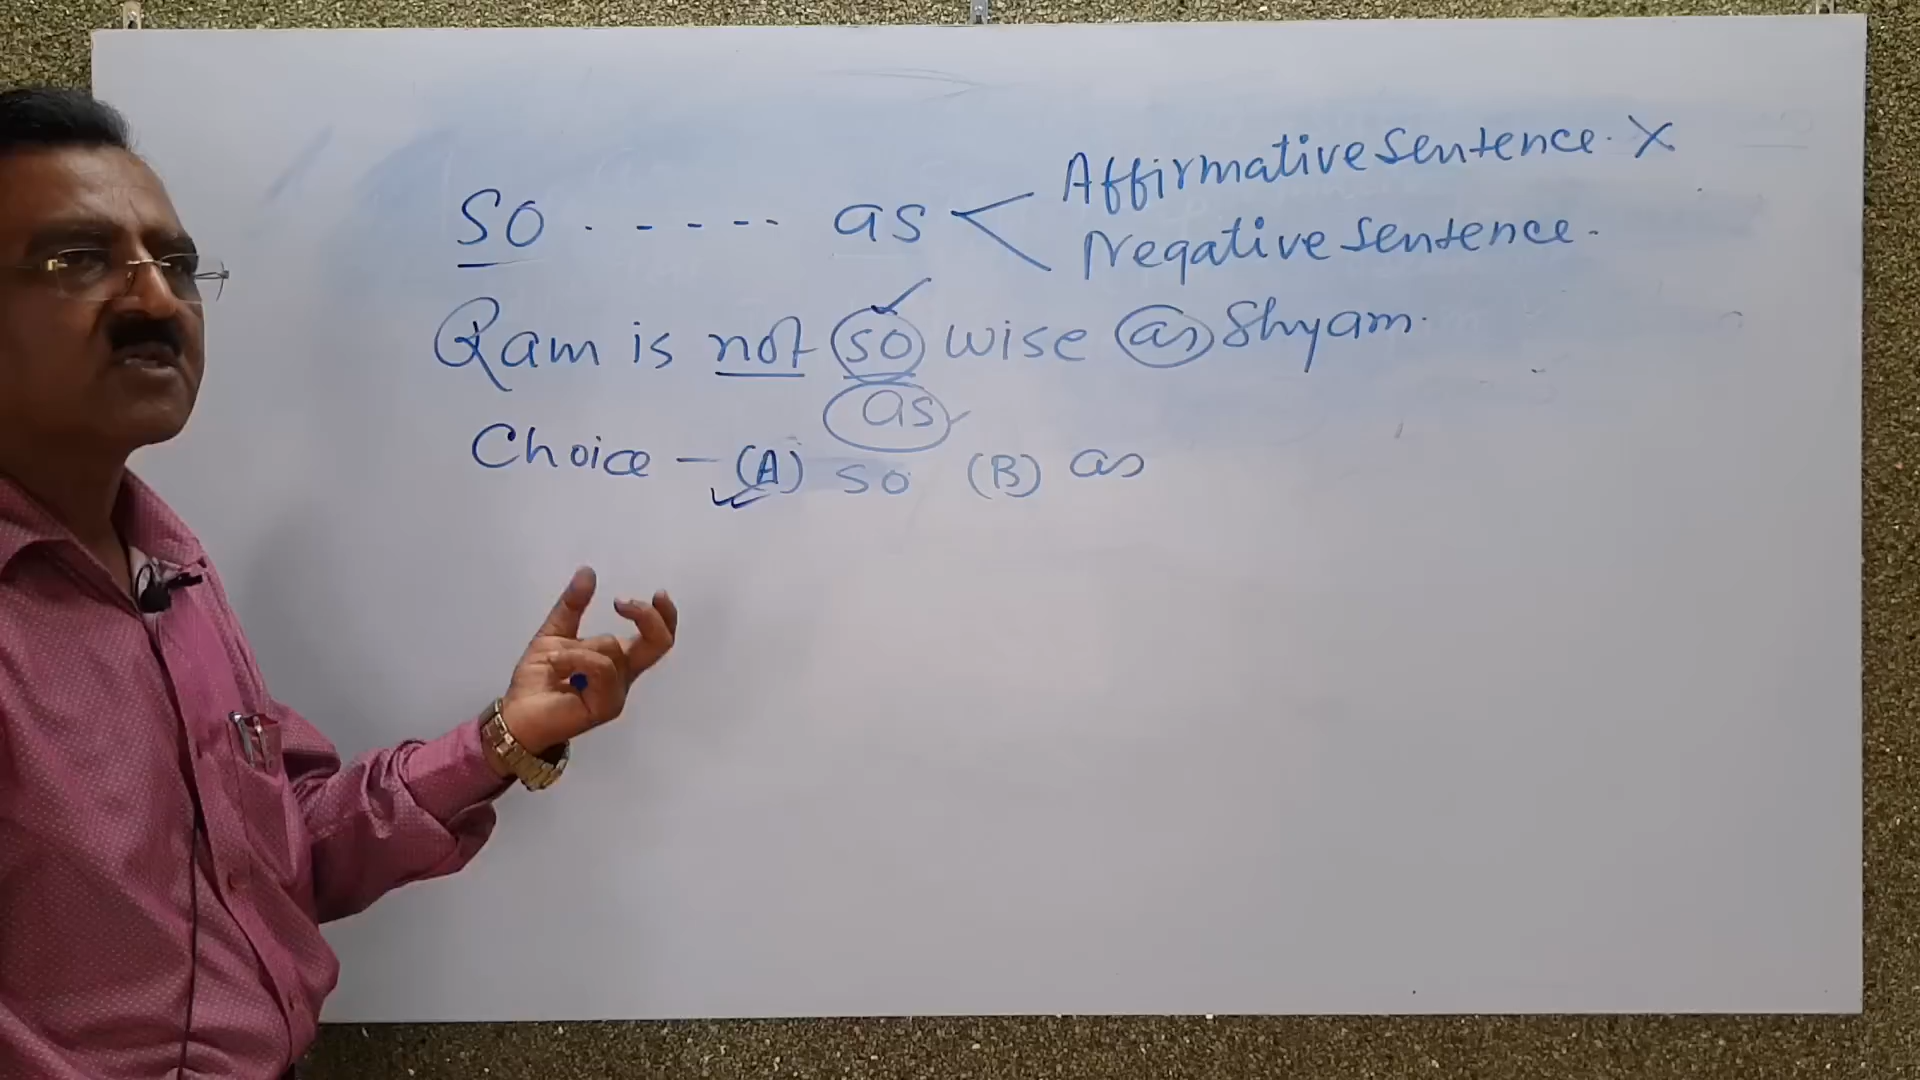 so ----- as < Affirmative Sentence. X
Negative Sentence.
Ram is not so wise as Shyam.
as
Choice - (A) so (B) as